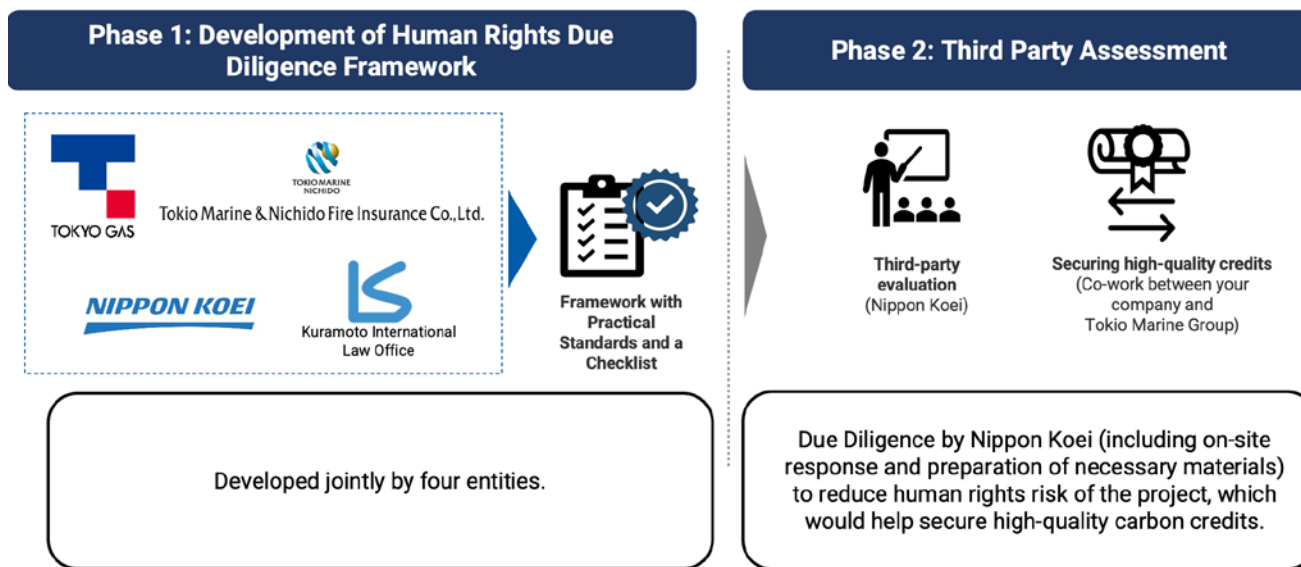 Phase 1: Development of Human Rights Due
Diligence Framework
TOKYO GAS
TOKIO MARINE
NICHIDO
Tokio Marine & Nichido Fire Insurance Co.,Ltd.
NIPPON KOEI
Kuramoto International
Law Office
Framework with
Practical
Standards and a
Checklist
Developed jointly by four entities.
Phase 2: Third Party Assessment
Third-party
evaluation
(Nippon Koei)
Securing high-quality credits
(Co-work between your
company and
Tokio Marine Group)
Due Diligence by Nippon Koei (including on-site
response and preparation of necessary materials)
to reduce human rights risk of the project, which
would help secure high-quality carbon credits.